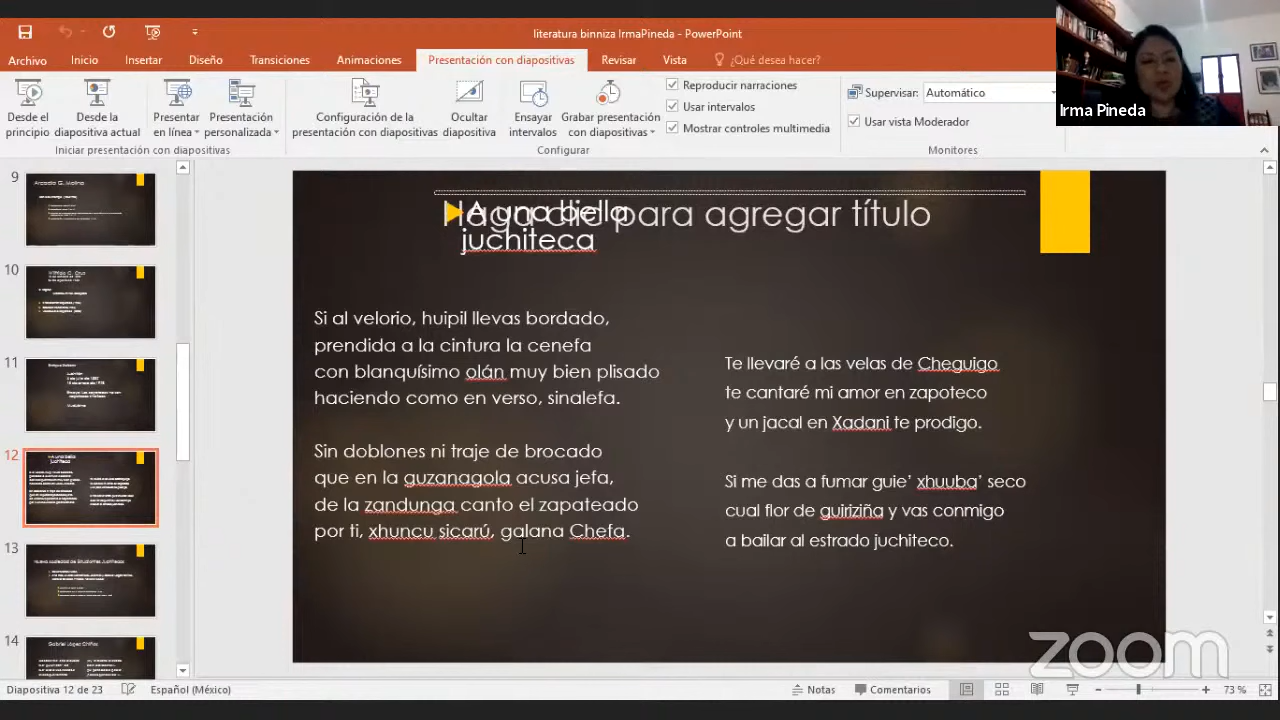 literatura binniza IrmaPineda - PowerPoint
Archivo
Inicio
Insertar
Diseño
Transiciones
Animaciones
Presentación con diapositivas
Revisar
Vista
¿Qué desea hacer?
Desde el principio
Desde la diapositiva actual
Presentar en línea
Presentación personalizada
Configuración de la presentación con diapositivas
Ocultar diapositiva
Ensayar intervalos
Grabar presentación con diapositivas
Reproducir narraciones
Usar intervalos
Mostrar controles multimedia
Supervisar: Automático
Usar vista Moderador
Iniciar presentación con diapositivas
Configurar
Monitores
Irma Pineda
9
10
11
12
13
14
Haga clic para agregar título
A una bella
juchiteca
Si al velorio, huipil llevas bordado,
prendida a la cintura la cenefa
con blanquísimo olán muy bien plisado
haciendo como en verso, sinalefa.
Sin doblones ni traje de brocado
que en la guzanagola acusa jefa,
de la zandunga canto el zapateado
por ti, xhuncu sicarú, galana Chefa.
Te llevaré a las velas de Cheguigo
te cantaré mi amor en zapoteco
y un jacal en Xadani te prodigo.
Si me das a fumar guie' xhuuba' seco
cual flor de guiriziña y vas conmigo
a bailar al estrado juchiteco.
zoom
Diapositiva 12 de 23
Español (México)
Notas
Comentarios
73 %